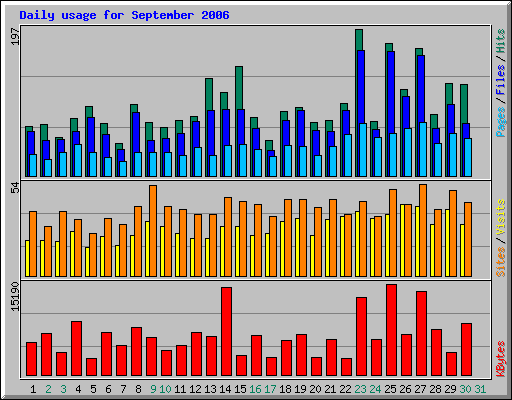 Daily usage for September 2006
197
Pages / Files / Hits
54
Sites / Visits
15190
KBytes
1 2 3 4 5 6 7 8 9 10 11 12 13 14 15 16 17 18 19 20 21 22 23 24 25 26 27 28 29 30 31